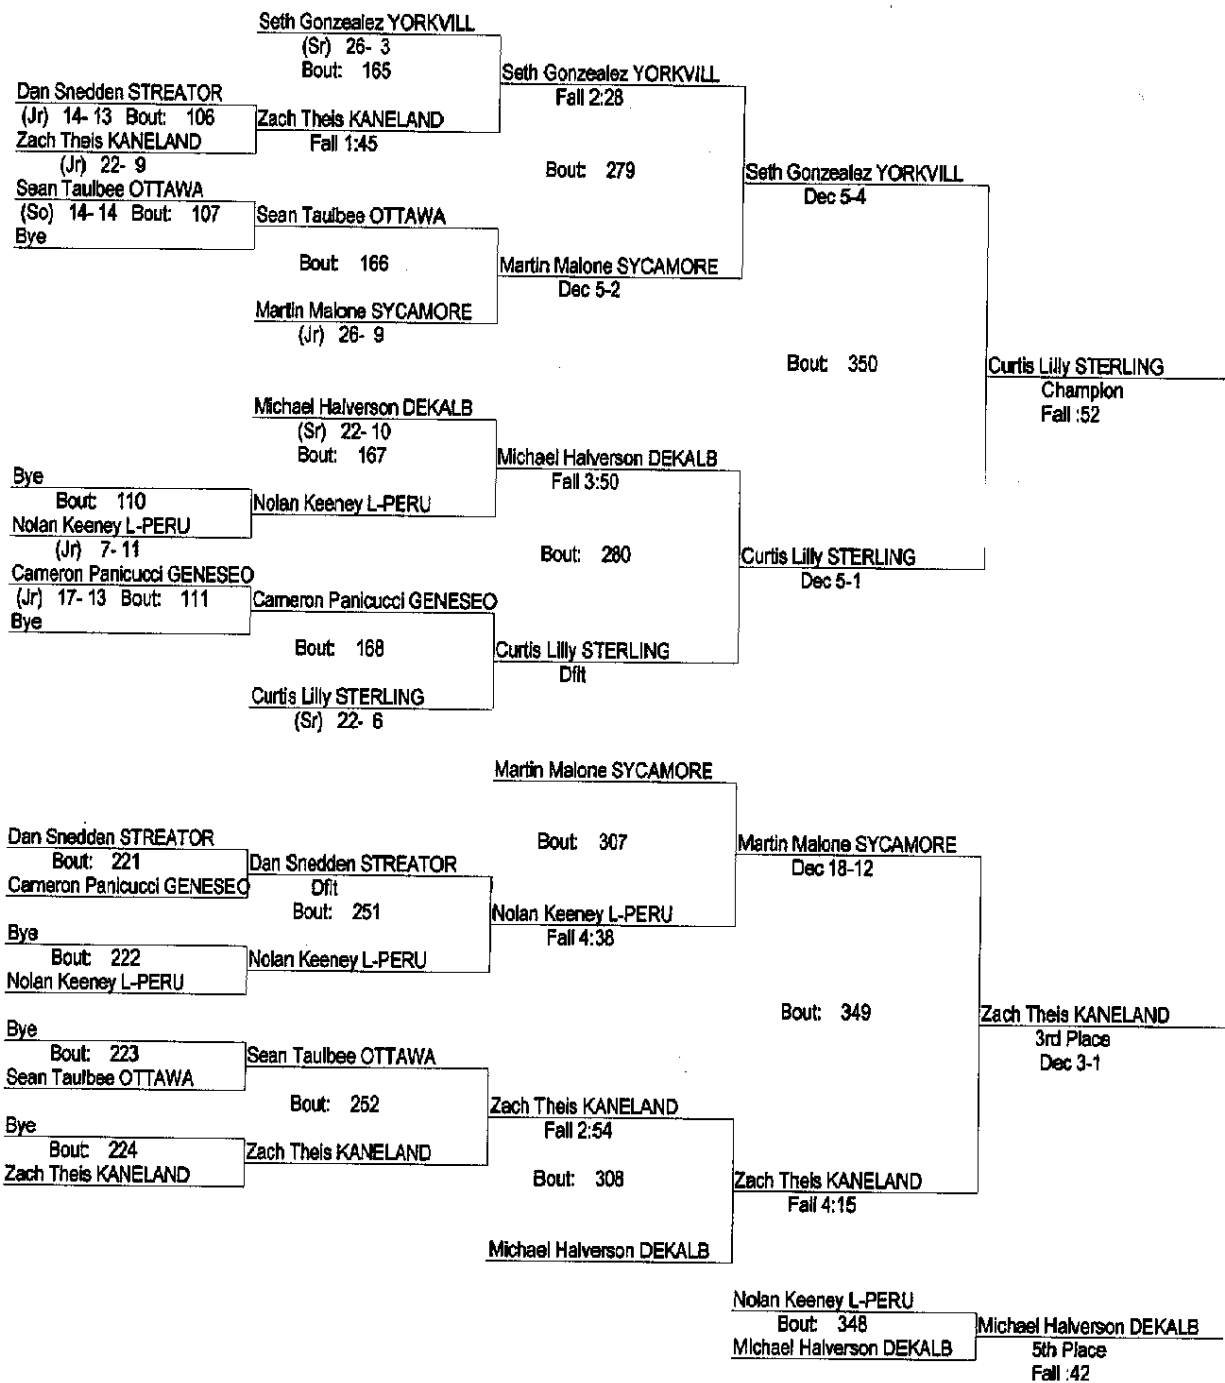 Seth Gonzealez YORKVILL
(Sr) 26- 3
Bout: 165
Seth Gonzealez YORKVILL
Fall 2:28
Dan Snedden STREATOR
(Jr) 14- 13 Bout: 106
Zach Theis KANELAND
(Jr) 22- 9
Zach Theis KANELAND
Fall 1:45
Bout: 279
Seth Gonzealez YORKVILL
Dec 5-4
Sean Taulbee OTTAWA
(So) 14- 14 Bout: 107
Bye
Sean Taulbee OTTAWA
Bout: 166
Martin Malone SYCAMORE
Dec 5-2
Martin Malone SYCAMORE
(Jr) 26- 9
Bout: 350
Curtis Lilly STERLING
Champion
Fall :52
Michael Halverson DEKALB
(Sr) 22- 10
Bout: 167
Michael Halverson DEKALB
Fall 3:50
Bye
Bout: 110
Nolan Keeney L-PERU
(Jr) 7- 11
Nolan Keeney L-PERU
Bout: 280
Curtis Lilly STERLING
Dec 5-1
Cameron Panicucci GENESEO
(Jr) 17- 13 Bout: 111
Bye
Cameron Panicucci GENESEO
Bout: 168
Curtis Lilly STERLING
Dflt
Curtis Lilly STERLING
(Sr) 22- 6
Martin Malone SYCAMORE
Bout: 307
Martin Malone SYCAMORE
Dec 18-12
Dan Snedden STREATOR
Bout: 221
Cameron Panicucci GENESEO
Dan Snedden STREATOR
Dflt
Bout: 251
Nolan Keeney L-PERU
Fall 4:38
Bye
Bout: 222
Nolan Keeney L-PERU
Nolan Keeney L-PERU
Bout: 349
Zach Theis KANELAND
3rd Place
Dec 3-1
Bye
Bout: 223
Sean Taulbee OTTAWA
Sean Taulbee OTTAWA
Bout: 252
Zach Theis KANELAND
Fall 2:54
Bye
Bout: 224
Zach Theis KANELAND
Zach Theis KANELAND
Bout: 308
Zach Theis KANELAND
Fall 4:15
Michael Halverson DEKALB
Nolan Keeney L-PERU
Bout: 348
Michael Halverson DEKALB
Michael Halverson DEKALB
5th Place
Fall :42